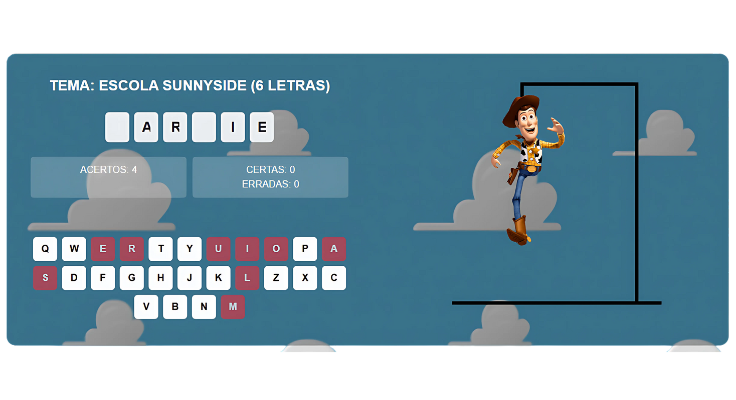 TEMA: ESCOLA SUNNYSIDE (6 LETRAS)
A R I E
ACERTOS: 4
CERTAS: 0
ERRADAS: 0
Q W E R T Y U I O P A
S D F G H J K L Z X C
V B N M